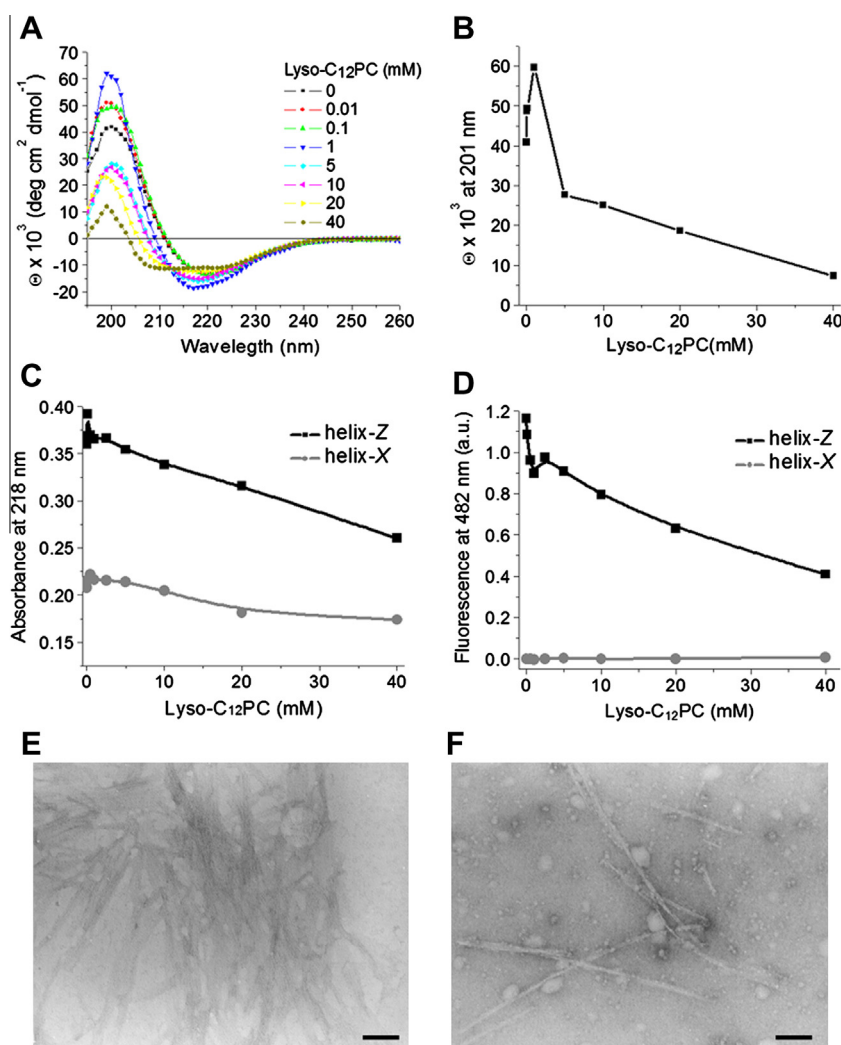 A
Lyso-C12PC (mM)
0
0.01
0.1
1
5
10
20
40
Θ x 10³ (deg cm² dmol⁻¹)
70
60
50
40
30
20
10
0
-10
-20
200 210 220 230 240 250 260
Wavelegth (nm)
B
Θ x 10³ at 201 nm
60
50
40
30
20
10
0
0 10 20 30 40
Lyso-C12PC(mM)
C
helix-Z
helix-X
Absorbance at 218 nm
0.40
0.35
0.30
0.25
0.20
0.15
0 10 20 30 40
Lyso-C12PC (mM)
D
helix-Z
helix-X
Fluorescence at 482 nm (a.u.)
1.2
1.0
0.8
0.6
0.4
0.2
0.0
0 10 20 30 40
Lyso-C12PC (mM)
E
F